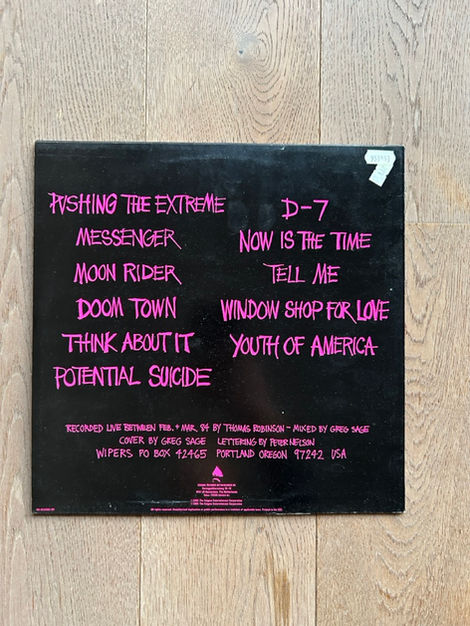 PUSHING THE EXTREME
MESSENGER
MOON RIDER
DOOM TOWN
THINK ABOUT IT
POTENTIAL SUICIDE
D-7
NOW IS THE TIME
TELL ME
WINDOW SHOP FOR LOVE
YOUTH OF AMERICA
RECORDED LIVE BETWEEN FEB. + MAR. 84 BY THOMAS ROBINSON – MIXED BY GREG SAGE
COVER BY GREG SAGE LETTERING BY PETER NELSON
WIPERS PO BOX 42465 PORTLAND OREGON 97242 USA